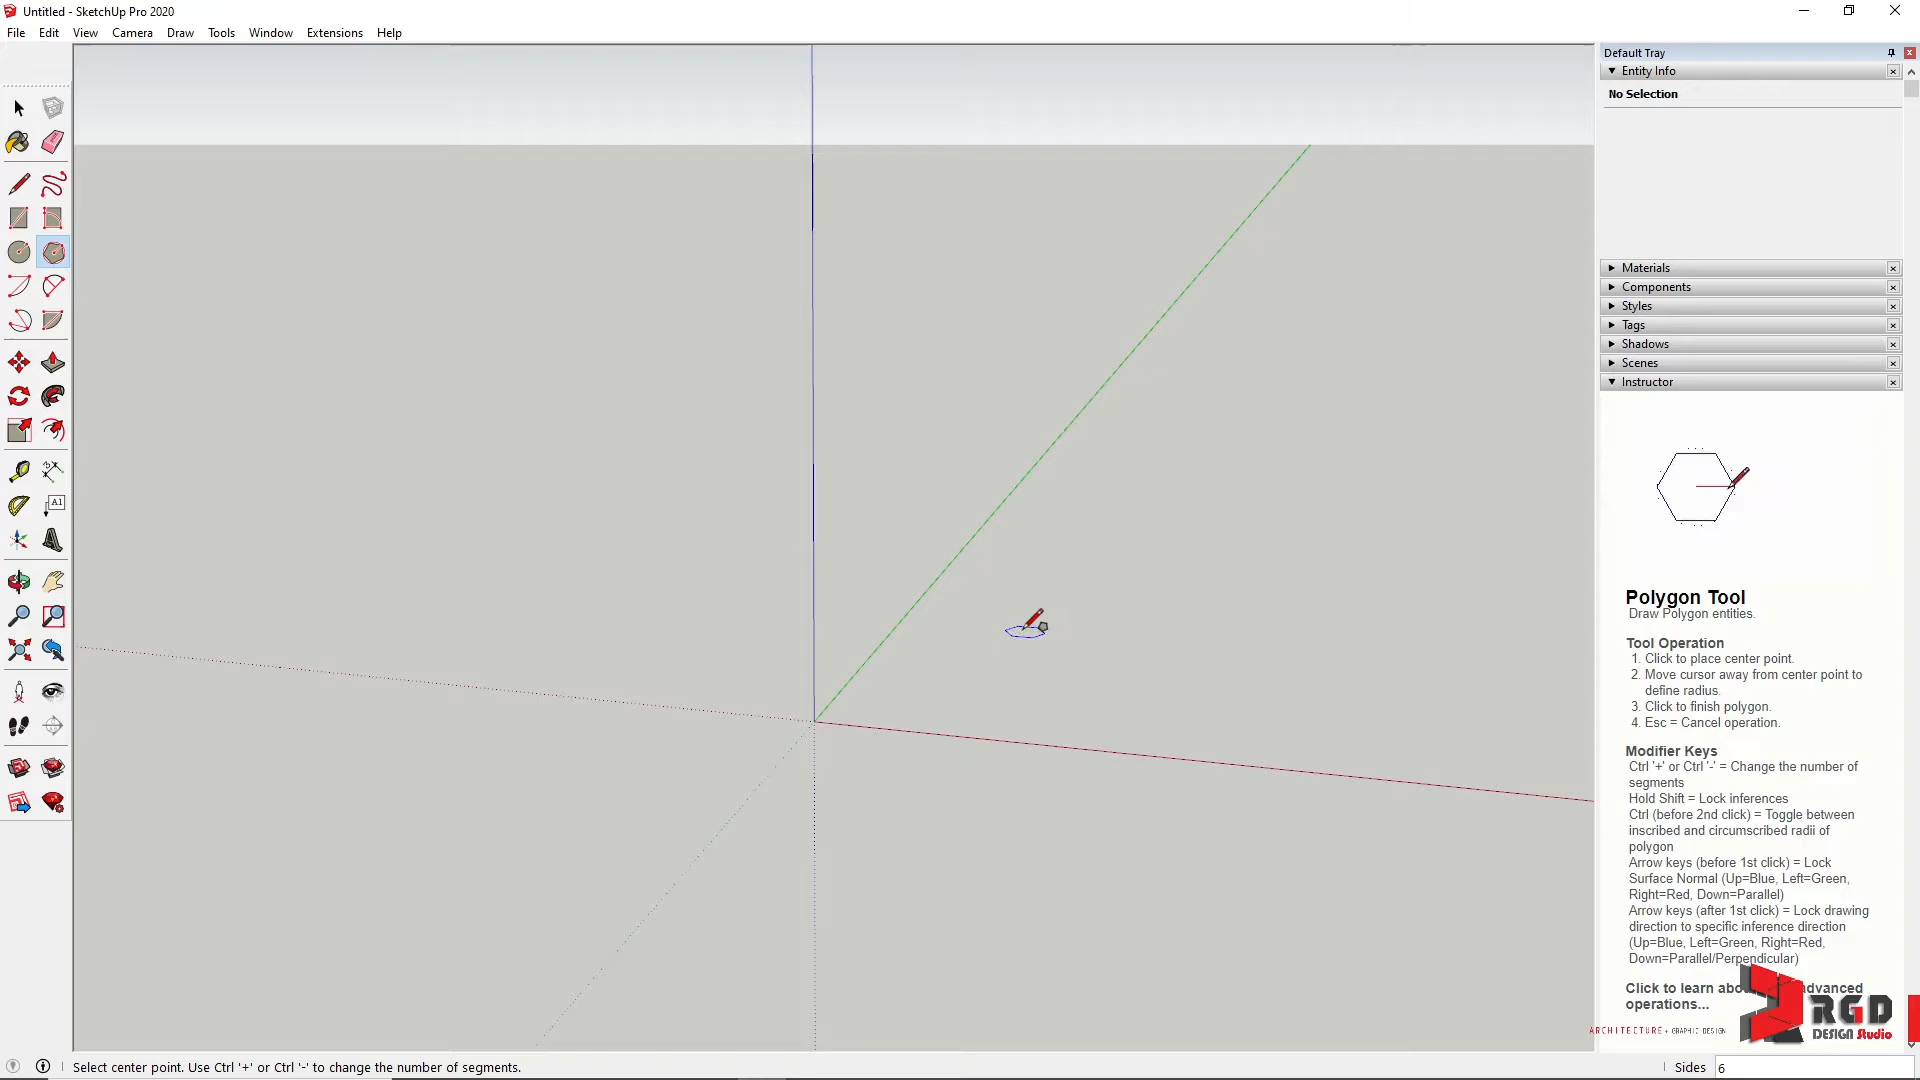 Untitled - SketchUp Pro 2020
File Edit View Camera Draw Tools Window Extensions Help
Default Tray
Entity Info
No Selection
A1
Materials
Components
Styles
Tags
Shadows
Scenes
Instructor
Polygon Tool
Draw Polygon entities.
Tool Operation
1. Click to place center point.
2. Move cursor away from center point to
define radius.
3. Click to finish polygon.
4. Esc = Cancel operation.
Modifier Keys
Ctrl '+' or Ctrl '-' = Change the number of
segments
Hold Shift = Lock inferences
Ctrl (before 2nd click) = Toggle between
inscribed and circumscribed radii of
polygon
Arrow keys (before 1st click) = Lock
Surface Normal (Up=Blue, Left=Green,
Right=Red, Down=Parallel)
Arrow keys (after 1st click) = Lock drawing
direction to specific inference direction
(Up=Blue, Left=Green, Right=Red,
Down=Parallel/Perpendicular)
Click to learn advanced
operations...
RGD
DESIGN Studio
ARCHITECTURE + GRAPHIC DESIGN
Select center point. Use Ctrl '+' or Ctrl '-' to change the number of segments.
Sides 6